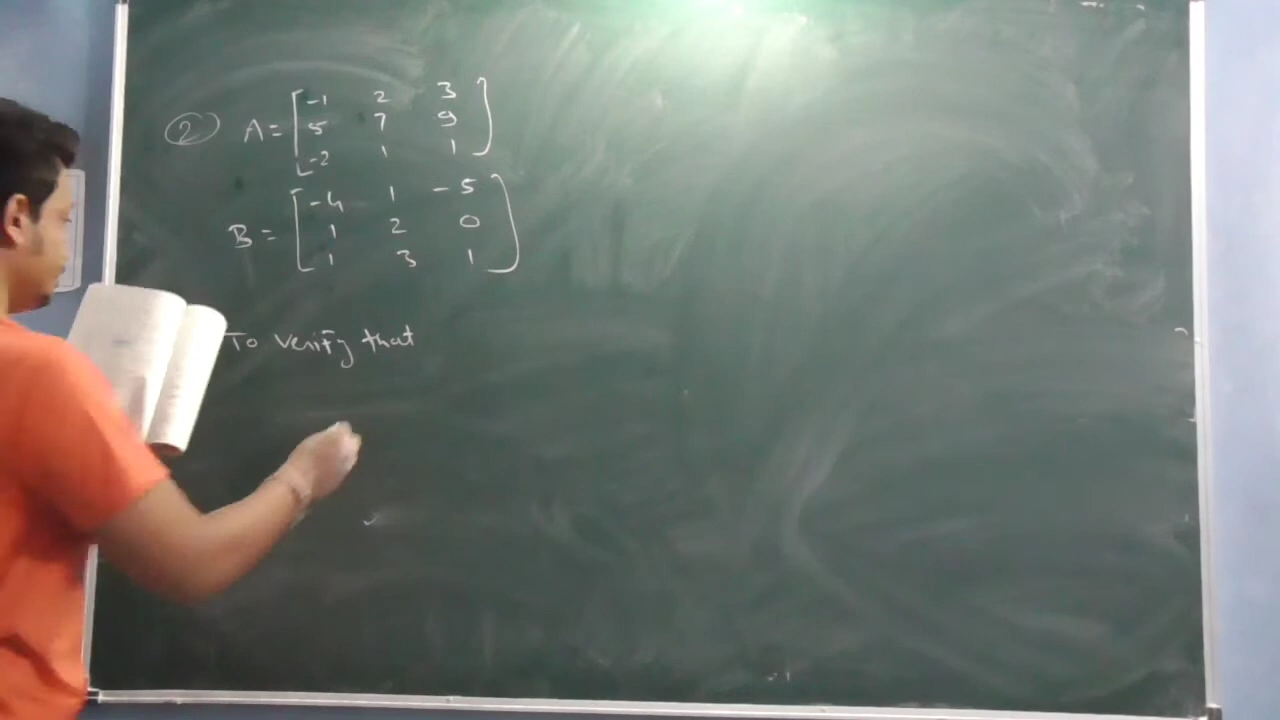 2 A = [ -1 2 3
5 7 9
-2 1 1 ]
B = [ -4 1 -5
1 2 0
1 3 1 ]
To verify that